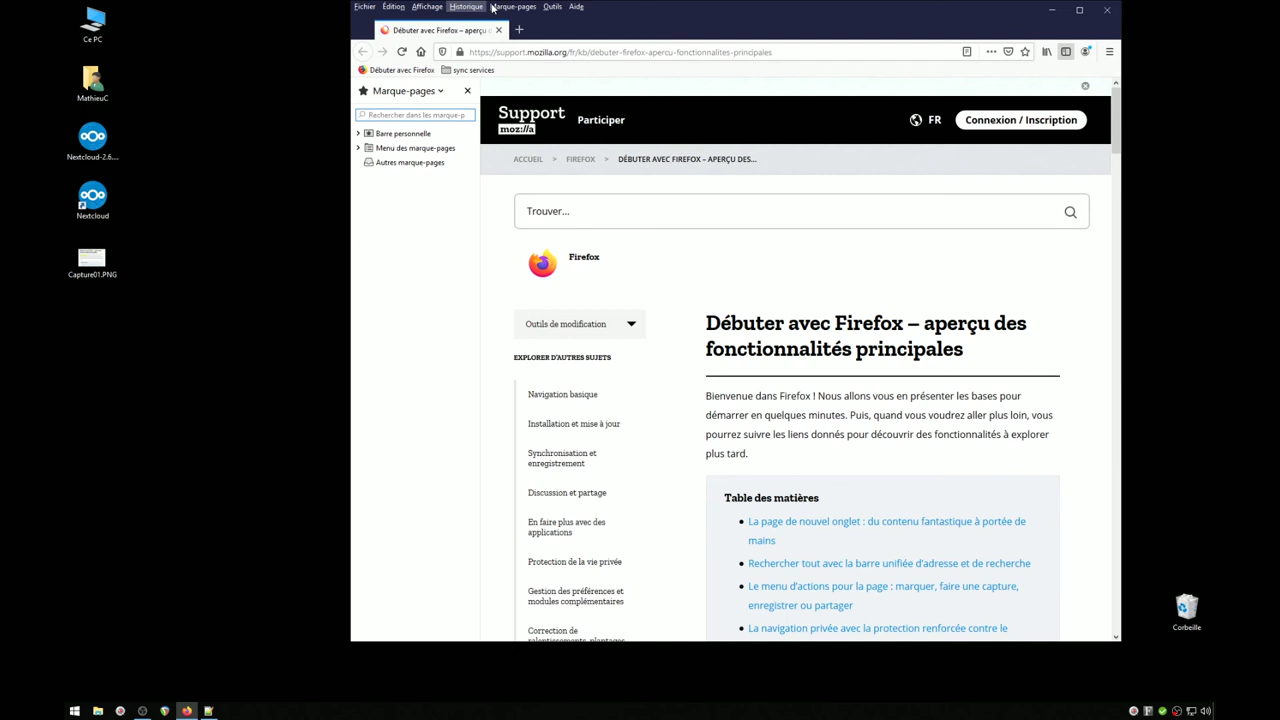 Fichier Édition Affichage Historique Marque-pages Outils Aide
Débuter avec Firefox – aperçu d
https://support.mozilla.org/fr/kb/debuter-firefox-apercu-fonctionnalites-principales
Débuter avec Firefox sync services
Marque-pages
Rechercher dans les marque-p
Barre personnelle
Menu des marque-pages
Autres marque-pages
Support
moz://a
Participer
FR
Connexion / Inscription
ACCUEIL > FIREFOX > DÉBUTER AVEC FIREFOX – APERÇU DES...
Trouver...
Firefox
Outils de modification
EXPLORER D'AUTRES SUJETS
Navigation basique
Installation et mise à jour
Synchronisation et
enregistrement
Discussion et partage
En faire plus avec des
applications
Protection de la vie privée
Gestion des préférences et
modules complémentaires
Correction de
ralentissements, plantages
Débuter avec Firefox – aperçu des
fonctionnalités principales
Bienvenue dans Firefox ! Nous allons vous en présenter les bases pour
démarrer en quelques minutes. Puis, quand vous voudrez aller plus loin, vous
pourrez suivre les liens donnés pour découvrir des fonctionnalités à explorer
plus tard.
Table des matières
La page de nouvel onglet : du contenu fantastique à portée de
mains
Rechercher tout avec la barre unifiée d'adresse et de recherche
Le menu d'actions pour la page : marquer, faire une capture,
enregistrer ou partager
La navigation privée avec la protection renforcée contre le
Ce PC
MathieuC
Nextcloud-2.6....
Nextcloud
Capture01.PNG
Corbeille